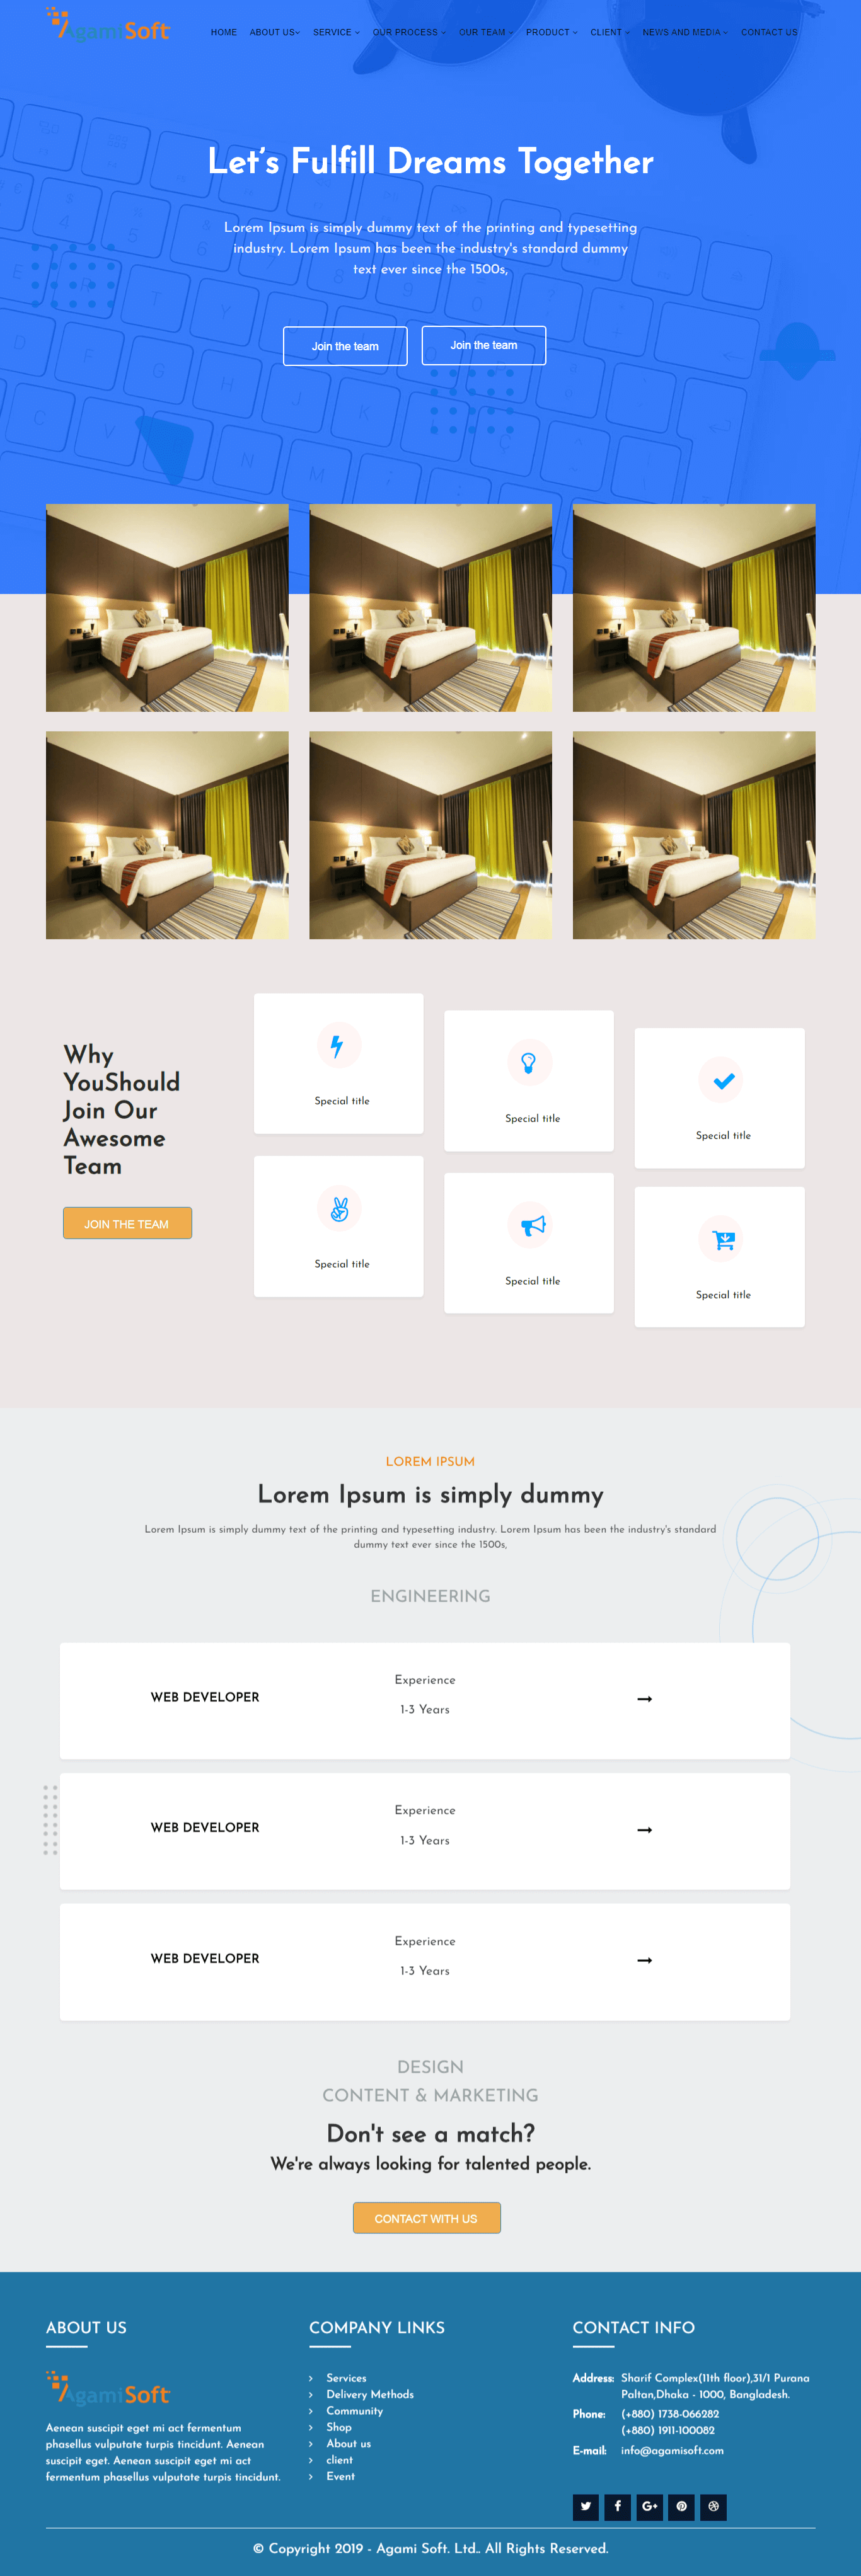 AgamiSoft
HOME ABOUT US SERVICE OUR PROCESS OUR TEAM PRODUCT CLIENT NEWS AND MEDIA CONTACT US
Let's Fulfill Dreams Together
Lorem Ipsum is simply dummy text of the printing and typesetting
industry. Lorem Ipsum has been the industry's standard dummy
text ever since the 1500s,
Join the team Join the team
Why
YouShould
Join Our
Awesome
Team
JOIN THE TEAM
Special title
Special title
Special title
Special title
Special title
Special title
LOREM IPSUM
Lorem Ipsum is simply dummy
Lorem Ipsum is simply dummy text of the printing and typesetting industry. Lorem Ipsum has been the industry's standard
dummy text ever since the 1500s,
ENGINEERING
WEB DEVELOPER
Experience
1-3 Years
WEB DEVELOPER
Experience
1-3 Years
WEB DEVELOPER
Experience
1-3 Years
DESIGN
CONTENT & MARKETING
Don't see a match?
We're always looking for talented people.
CONTACT WITH US
ABOUT US
AgamiSoft
Aenean suscipit eget mi act fermentum
phasellus vulputate turpis tincidunt. Aenean
suscipit eget. Aenean suscipit eget mi act
fermentum phasellus vulputate turpis tincidunt.
COMPANY LINKS
Services
Delivery Methods
Community
Shop
About us
client
Event
CONTACT INFO
Address: Sharif Complex(11th floor),31/1 Purana
Paltan,Dhaka - 1000, Bangladesh.
Phone: (+880) 1738-066282
(+880) 1911-100082
E-mail: info@agamisoft.com
© Copyright 2019 - Agami Soft. Ltd.. All Rights Reserved.